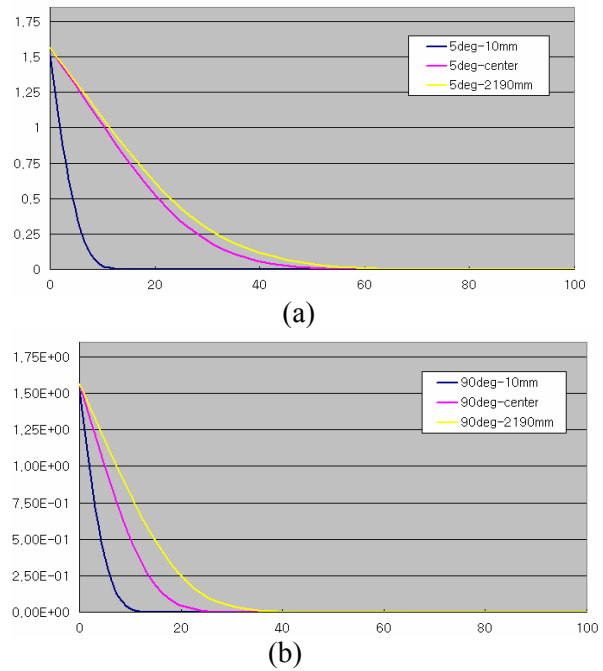 1.75
1.5
1.25
1
0.75
0.5
0.25
0
0 20 40 60 80 100
5deg-10mm
5deg-center
5deg-2190mm
(a)
1.75E+00
1.50E+00
1.25E+00
1.00E+00
7.50E-01
5.00E-01
2.50E-01
0.00E+00
0 20 40 60 80 100
90deg-10mm
90deg-center
90deg-2190mm
(b)